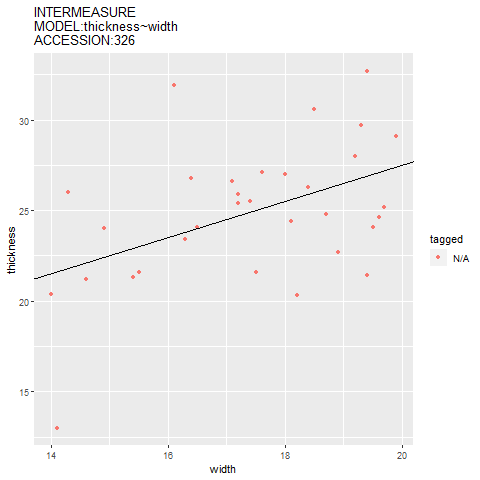 INTERMEASURE
MODEL:thickness~width
ACCESSION:326
30
25
20
15
thickness
14
16
18
20
width
tagged
N/A